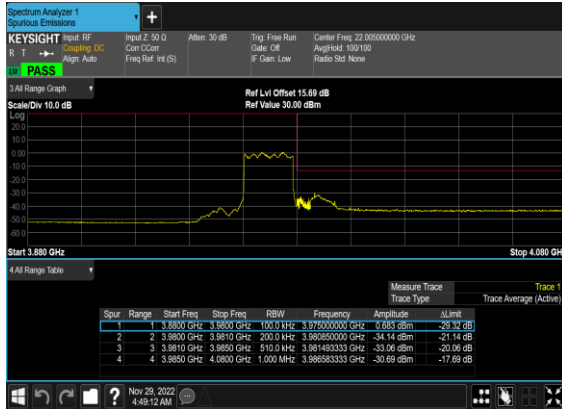 Spectrum Analyzer 1
Spurious Emissions
+
KEYSIGHT Input: RF Input Z: 50 Ω Atten: 30 dB Trig: Free Run Center Freq: 22.005000000 GHz
R T Coupling: DC Corr CCorr Gate: Off Avg|Hold: 100/100
Align: Auto Freq Ref: Int (S) IF Gain: Low Radio Std: None
PASS
3 All Range Graph Ref Lvl Offset 15.69 dB
Scale/Div 10.0 dB Ref Value 30.00 dBm
Log
20.0
10.0
0.00
-10.0
-20.0
-30.0
-40.0
-50.0
-60.0
Start 3.880 GHz Stop 4.080 GH
4 All Range Table
Measure Trace Trace 1
Trace Type Trace Average (Active)
Spur Range Start Freq Stop Freq RBW Frequency Amplitude ΔLimit
1 1 3.8800 GHz 3.9800 GHz 100.0 kHz 3.975000000 GHz 0.683 dBm -29.32 dB
2 2 3.9800 GHz 3.9810 GHz 200.0 kHz 3.980850000 GHz -34.14 dBm -21.14 dB
3 3 3.9810 GHz 3.9850 GHz 510.0 kHz 3.981493333 GHz -33.06 dBm -20.06 dB
4 4 3.9850 GHz 4.0800 GHz 1.000 MHz 3.986583333 GHz -30.69 dBm -17.69 dB
? Nov 29, 2022
4:49:12 AM